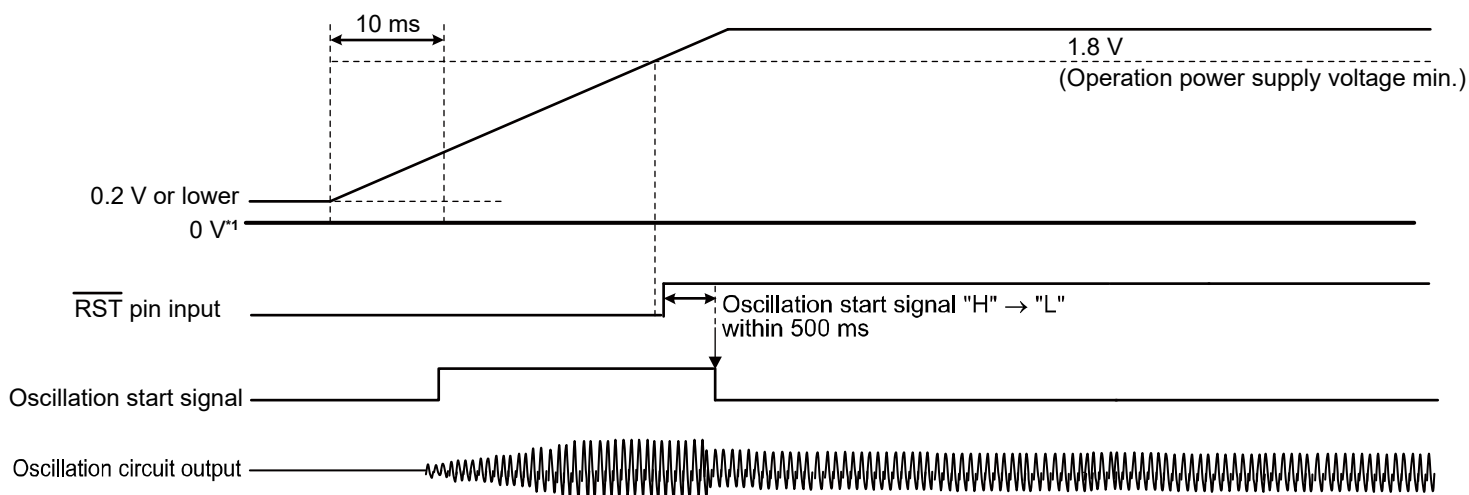 10 ms
1.8 V
(Operation power supply voltage min.)
0.2 V or lower
0 V*1
RST pin input
Oscillation start signal "H" → "L"
within 500 ms
Oscillation start signal
Oscillation circuit output